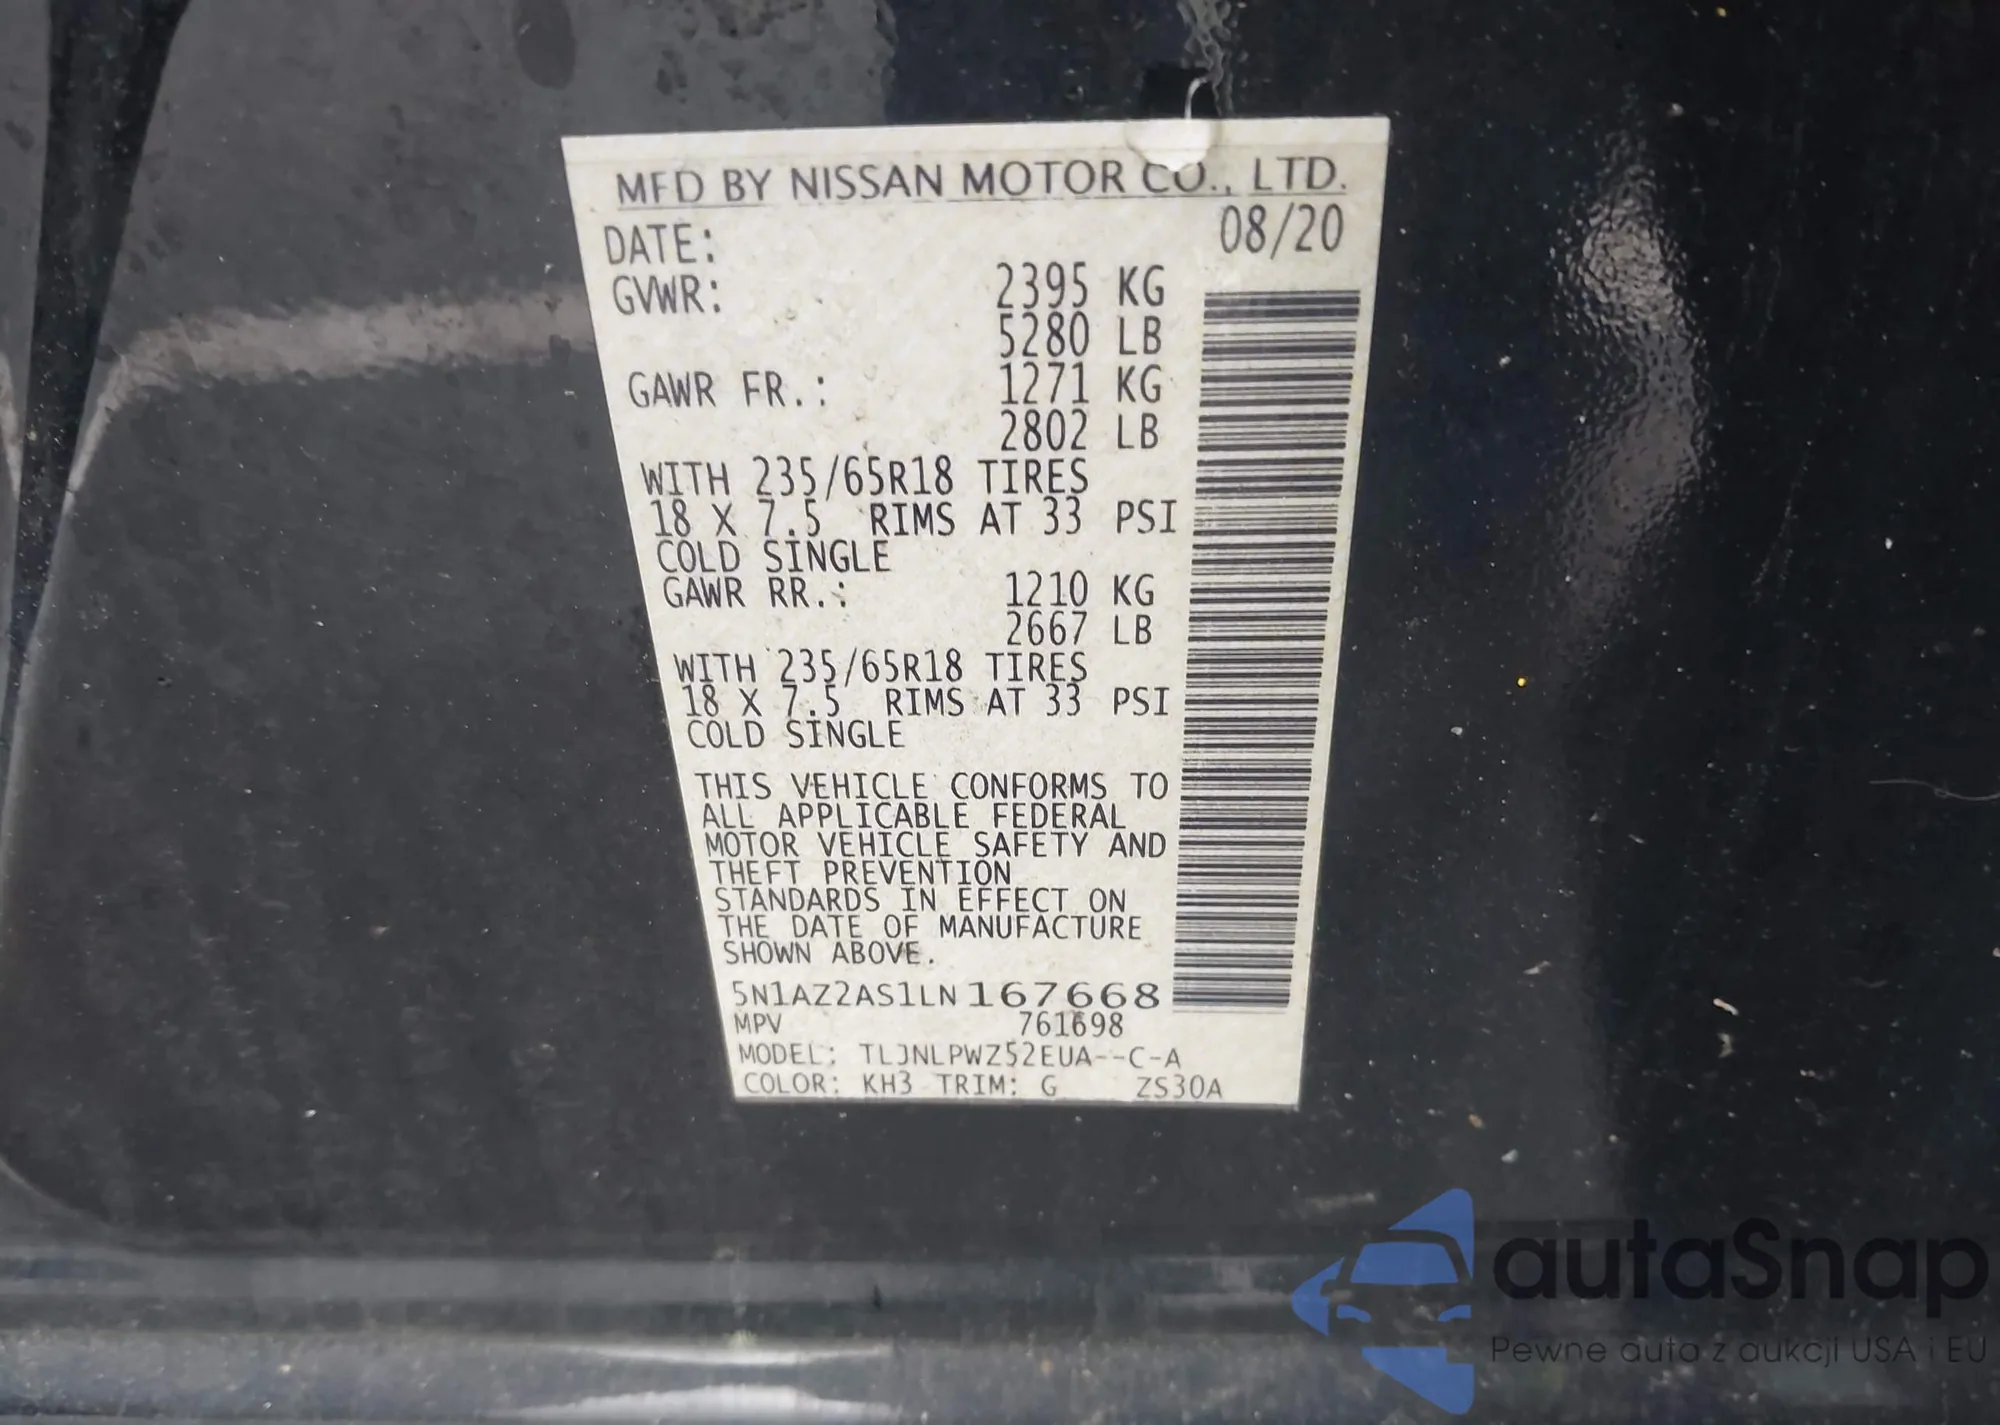 MFD BY NISSAN MOTOR CO., LTD.
DATE: 08/20
GVWR: 2395 KG
5280 LB
GAWR FR.: 1271 KG
2802 LB
WITH 235/65R18 TIRES
18 X 7.5 RIMS AT 33 PSI
COLD SINGLE
GAWR RR.: 1210 KG
2667 LB
WITH 235/65R18 TIRES
18 X 7.5 RIMS AT 33 PSI
COLD SINGLE
THIS VEHICLE CONFORMS TO
ALL APPLICABLE FEDERAL
MOTOR VEHICLE SAFETY AND
THEFT PREVENTION
STANDARDS IN EFFECT ON
THE DATE OF MANUFACTURE
SHOWN ABOVE.
5N1AZ2AS1LN167668
MPV 761698
MODEL: TLJNLPWZ52EUA--C-A
COLOR: KH3 TRIM: G ZS30A
autaSnap
Pewne auta z aukcji USA i EU